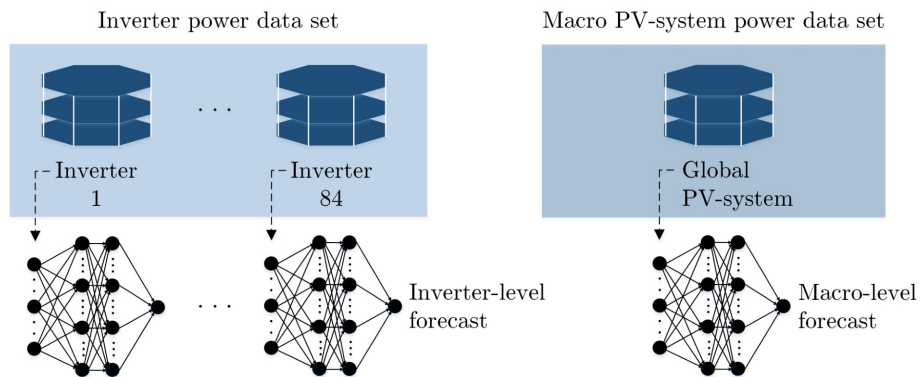 Inverter power data set
Macro PV-system power data set
. . .
Inverter
1
Inverter
84
Global
PV-system
. . .
Inverter-level
forecast
Macro-level
forecast